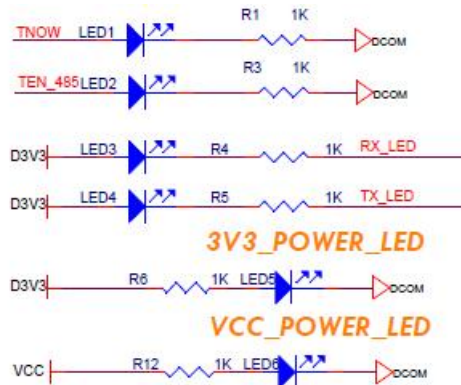 TNOW LED1 R1 1K DCOM
TEN_485 LED2 R3 1K DCOM
D3V3 LED3 R4 1K RX_LED
D3V3 LED4 R5 1K TX_LED
3V3_POWER_LED
D3V3 R6 1K LED5 DCOM
VCC_POWER_LED
VCC R12 1K LED6 DCOM